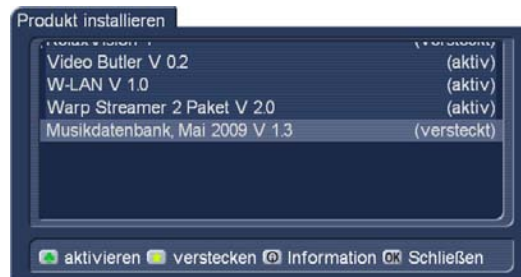 Produkt installieren
Video Butler V 0.2 (aktiv)
W-LAN V 1.0 (aktiv)
Warp Streamer 2 Paket V 2.0 (aktiv)
Musikdatenbank, Mai 2009 V 1.3 (versteckt)
aktivieren verstecken Information OK Schließen